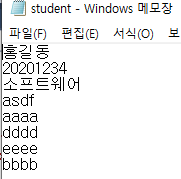 student - Windows 메모장
파일(F) 편집(E) 서식(O) 보
홍길동
20201234
소프트웨어
asdf
aaaa
dddd
eeee
bbbb